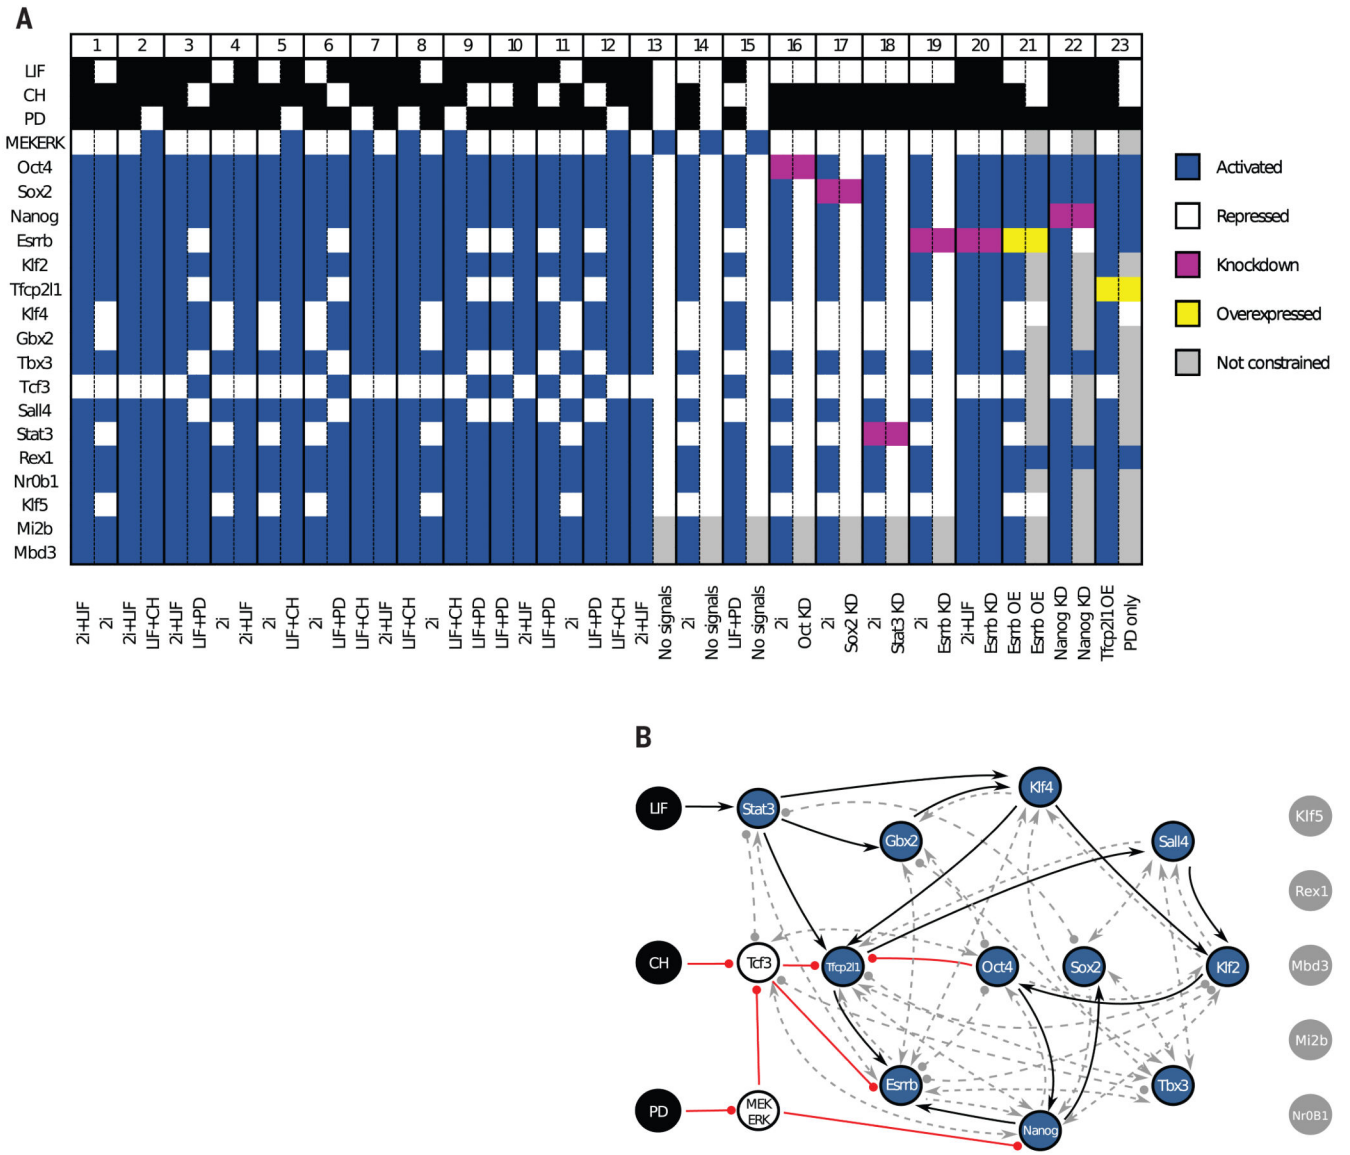 A
1 2 3 4 5 6 7 8 9 10 11 12 13 14 15 16 17 18 19 20 21 22 23
LIF
CH
PD
MEKERK
Oct4
Sox2
Nanog
Esrrb
Klf2
Tfcp2l1
Klf4
Gbx2
Tbx3
Tcf3
Sall4
Stat3
Rex1
Nr0b1
Klf5
Mi2b
Mbd3
Activated
Repressed
Knockdown
Overexpressed
Not constrained
2i+LIF
2i
2i+LIF
LIF+CH
2i+LIF
LIF+PD
2i
2i+LIF
2i
LIF+CH
2i
LIF+PD
LIF+CH
2i+LIF
LIF+CH
2i
LIF+CH
LIF+PD
LIF+PD
2i+LIF
LIF+PD
2i
LIF+PD
LIF+CH
2i+LIF
No signals
2i
No signals
LIF+PD
No signals
2i
Oct KD
2i
Sox2 KD
2i
Stat3 KD
2i
Esrrb KD
2i+LIF
Esrrb KD
Esrrb OE
Esrrb OE
Nanog KD
Nanog KD
Tfcp2l1OE
PD only
B
LIF
Stat3
Klf4
Gbx2
Sall4
Klf5
Rex1
CH
Tcf3
Tfcp2l1
Oct4
Sox2
Klf2
Mbd3
Mi2b
Esrrb
Tbx3
PD
MEK
ERK
Nanog
Nr0B1